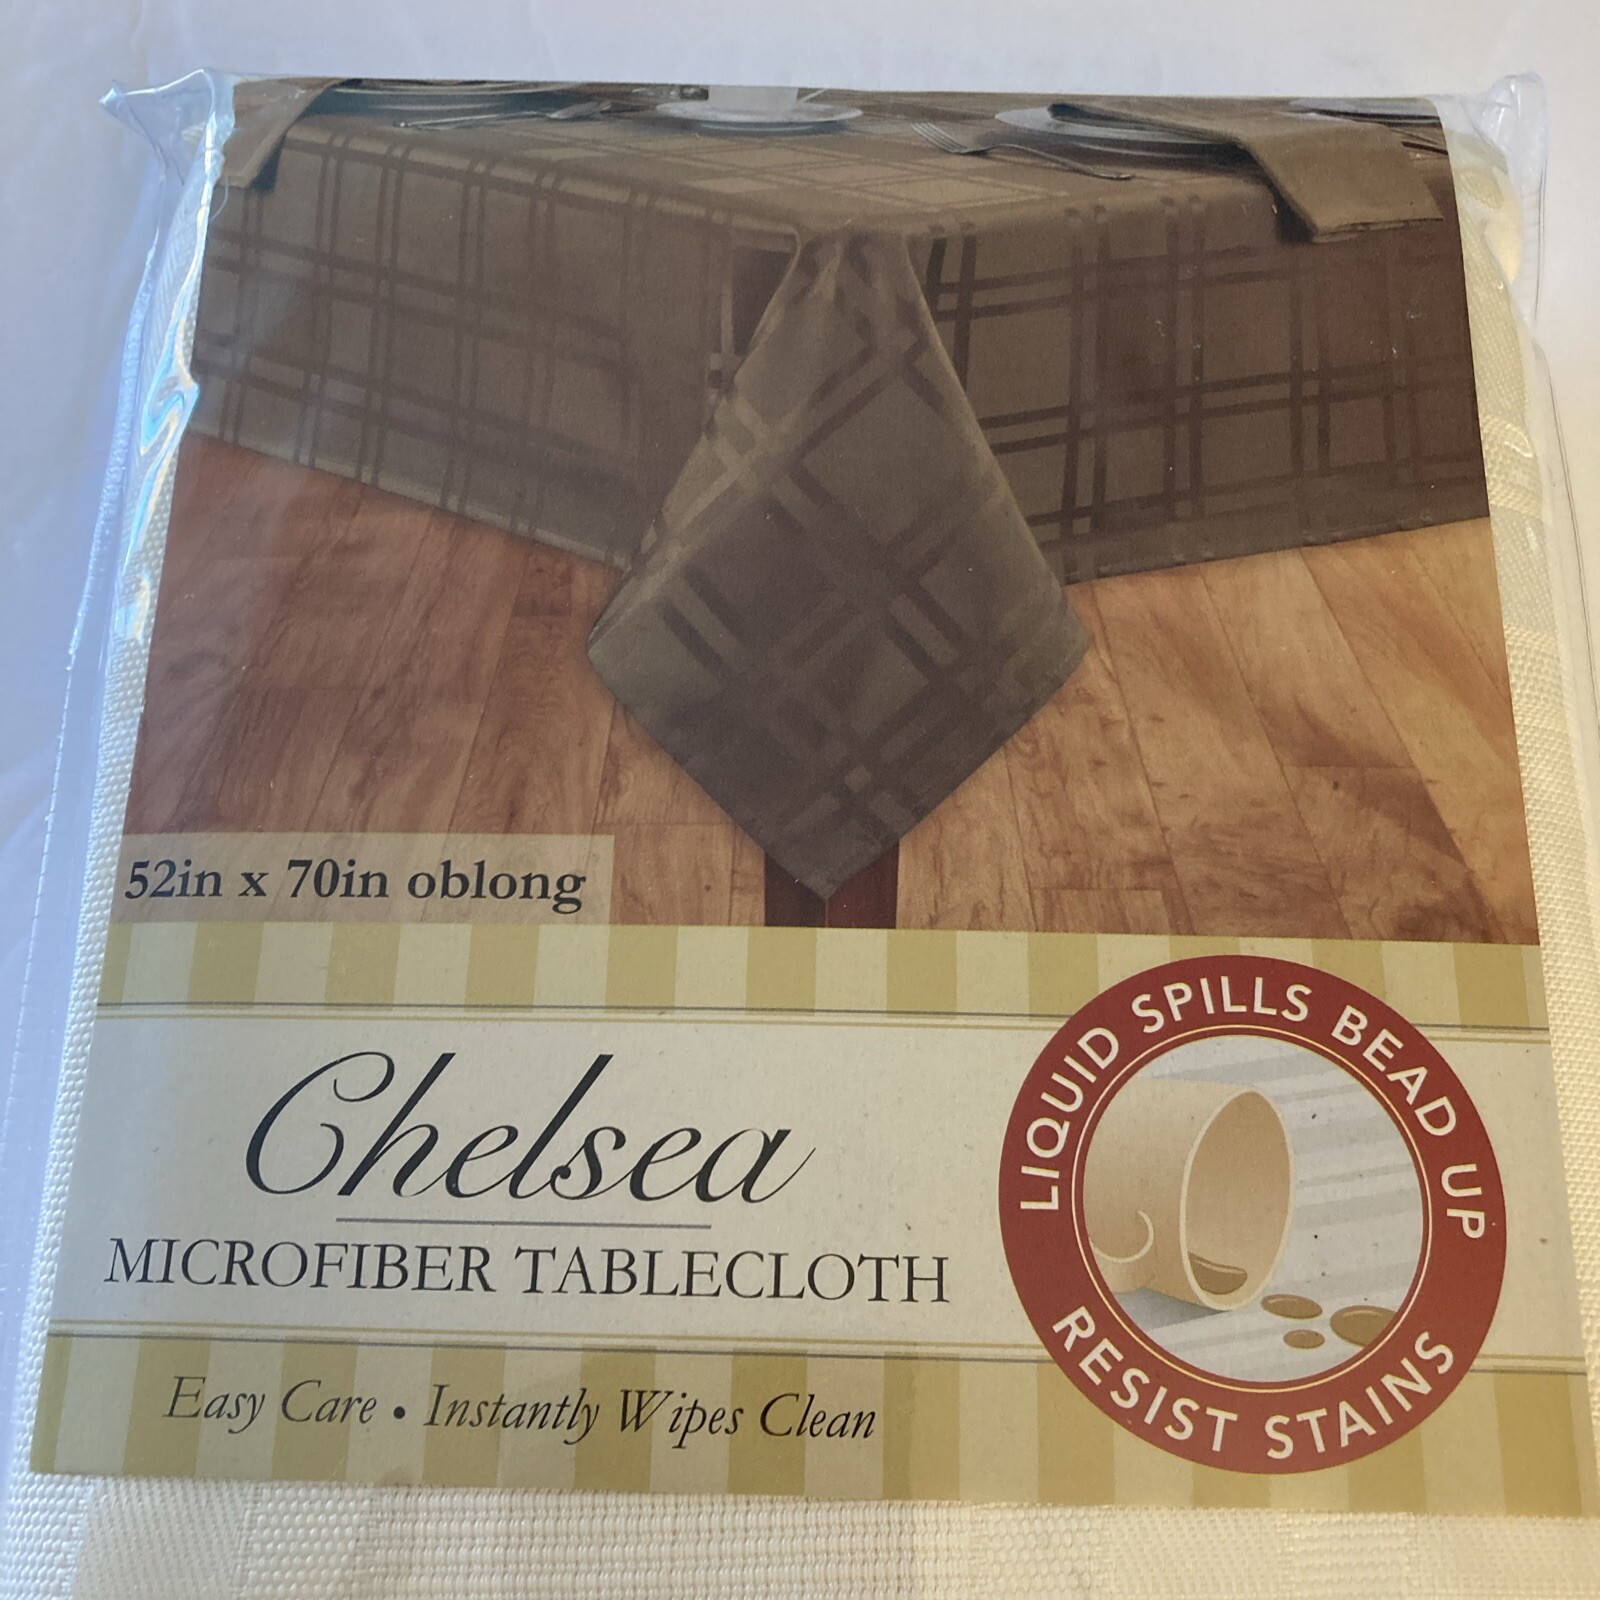 52in x 70in oblong
Chelsea
MICROFIBER TABLECLOTH
Easy Care • Instantly Wipes Clean
LIQUID SPILLS BEAD UP
RESIST STAINS